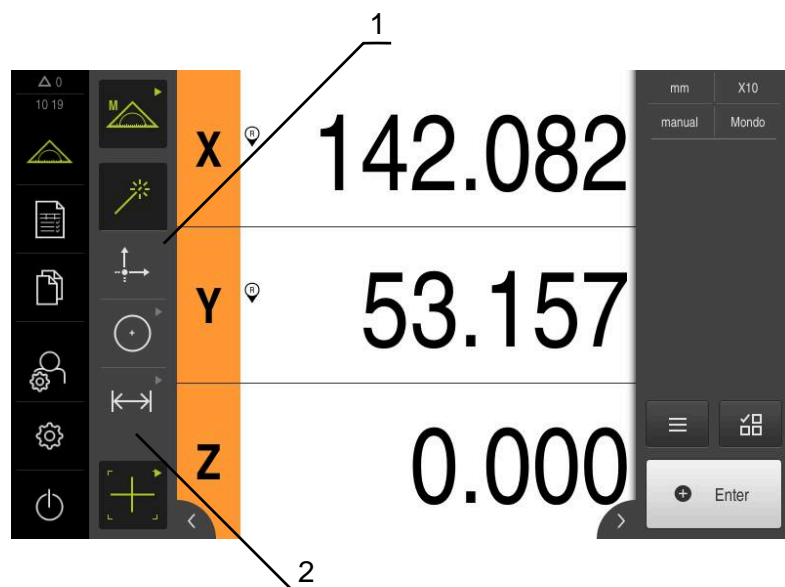 1
0
10 19
M
X
R
142.082
mm
X10
manual
Mondo
Y
R
53.157
Z
0.000
Enter
2